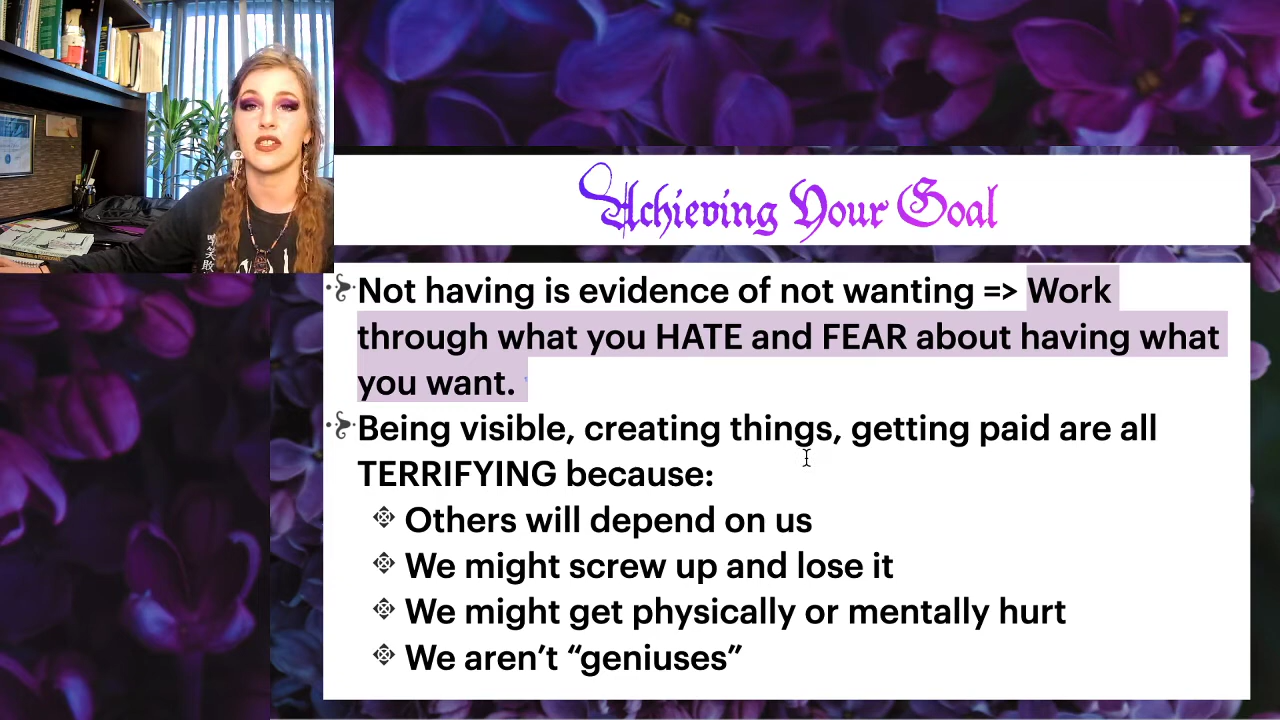 Achieving Your Goal
Not having is evidence of not wanting => Work
through what you HATE and FEAR about having what
you want.
Being visible, creating things, getting paid are all
TERRIFYING because:
Others will depend on us
We might screw up and lose it
We might get physically or mentally hurt
We aren’t “geniuses”